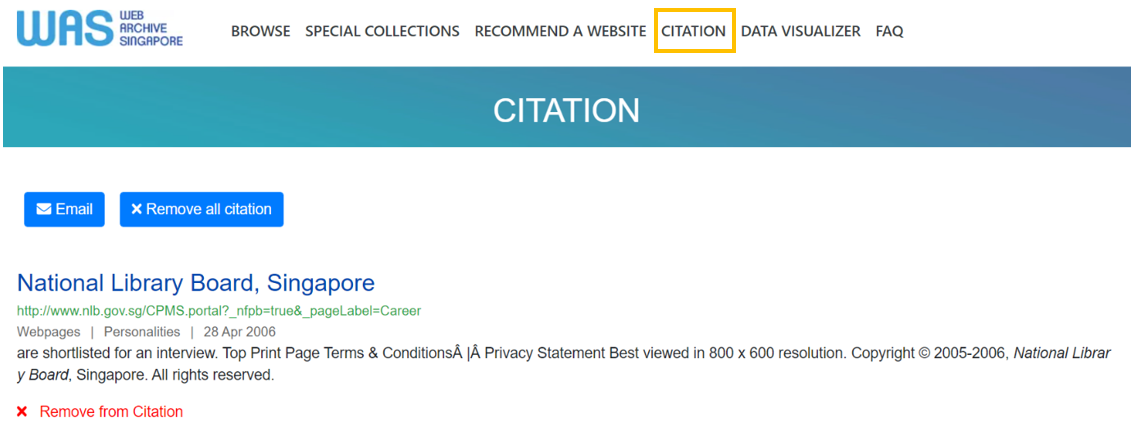 WAS WEB
ARCHIVE
SINGAPORE
BROWSE SPECIAL COLLECTIONS RECOMMEND A WEBSITE CITATION DATA VISUALIZER FAQ
CITATION
Email Remove all citation
National Library Board, Singapore
http://www.nlb.gov.sg/CPMS.portal?_nfpb=true&_pageLabel=Career
Webpages | Personalities | 28 Apr 2006
are shortlisted for an interview. Top Print Page Terms & ConditionsÂ |Â Privacy Statement Best viewed in 800 x 600 resolution. Copyright © 2005-2006, National Librar
y Board, Singapore. All rights reserved.
Remove from Citation